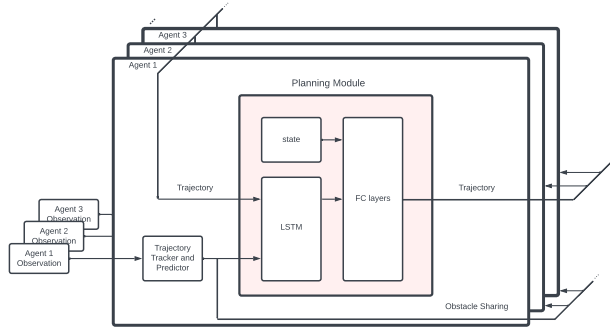 Agent 3
Agent 2
Agent 1
Planning Module
state
Trajectory
FC layers
Trajectory
LSTM
Agent 3
Observation
Agent 2
Observation
Agent 1
Observation
Trajectory
Tracker and
Predictor
Obstacle Sharing